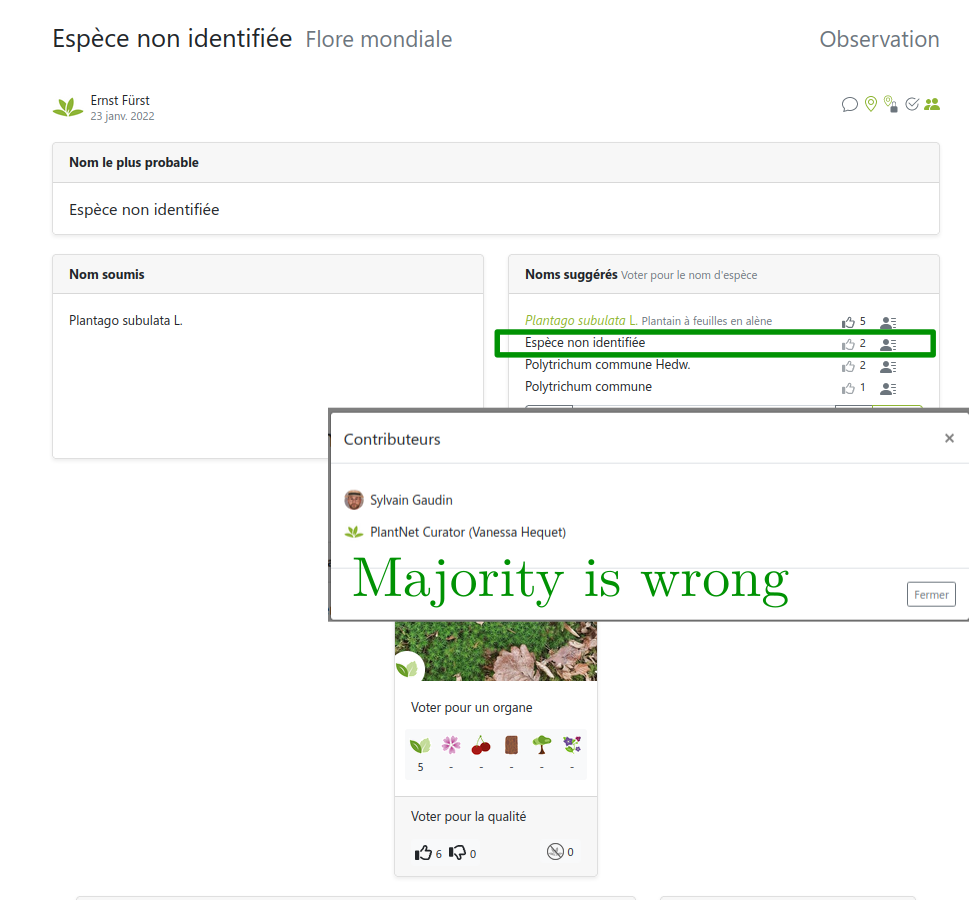 Espèce non identifiée Flore mondiale Observation
Ernst Fürst
23 janv. 2022
Nom le plus probable
Espèce non identifiée
Nom soumis
Plantago subulata L.
Noms suggérés Voter pour le nom d'espèce
Plantago subulata L. Plantain à feuilles en alène 5
Espèce non identifiée 2
Polytrichum commune Hedw. 2
Polytrichum commune 1
Contributeurs ×
Sylvain Gaudin
PlantNet Curator (Vanessa Hequet)
Majority is wrong
Fermer
Voter pour un organe
5 - - - - -
Voter pour la qualité
6 0 0